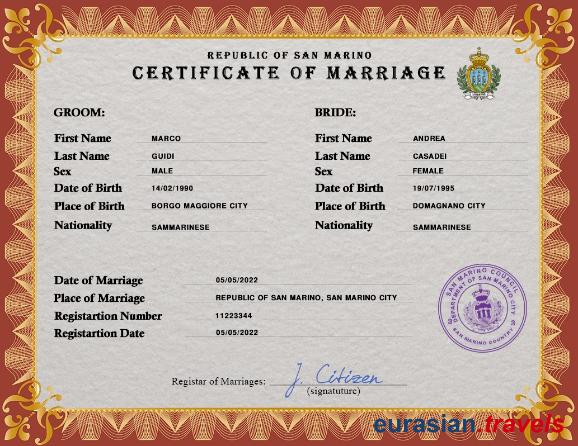 REPUBLIC OF SAN MARINO
CERTIFICATE OF MARRIAGE
GROOM:
First Name MARCO
Last Name GUIDI
Sex MALE
Date of Birth 14/02/1990
Place of Birth BORGO MAGGIORE CITY
Nationality SAMMARINESE
BRIDE:
First Name ANDREA
Last Name CASADEI
Sex FEMALE
Date of Birth 19/07/1995
Place of Birth DOMAGNANO CITY
Nationality SAMMARINESE
Date of Marriage 05/05/2022
Place of Marriage REPUBLIC OF SAN MARINO, SAN MARINO CITY
Registartion Number 11223344
Registartion Date 05/05/2022
SAN MARINO COUNCIL
DEPARTMENT OF SAN MARINO CITY
SAN MARINO COUNTRY
Registar of Marriages: J. Citizen
(signatuture)
eurasian.travels